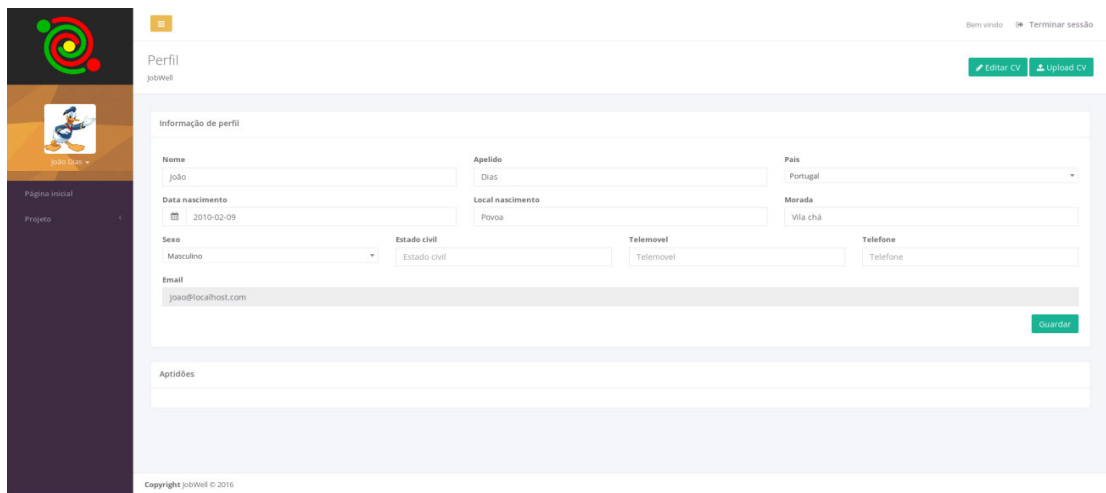 Bem vindo Terminar sessão
Perfil
JobWell
Editar CV Upload CV
João Dias
Página inicial
Projeto
Informação de perfil
Nome Apelido Pais
João Dias Portugal
Data nascimento Local nascimento Morada
2010-02-09 Povoa Vila chá
Sexo Estado civil Telemovel Telefone
Masculino Estado civil Telemovel Telefone
Email
joao@localhost.com
Guardar
Aptidões
Copyright JobWell © 2016